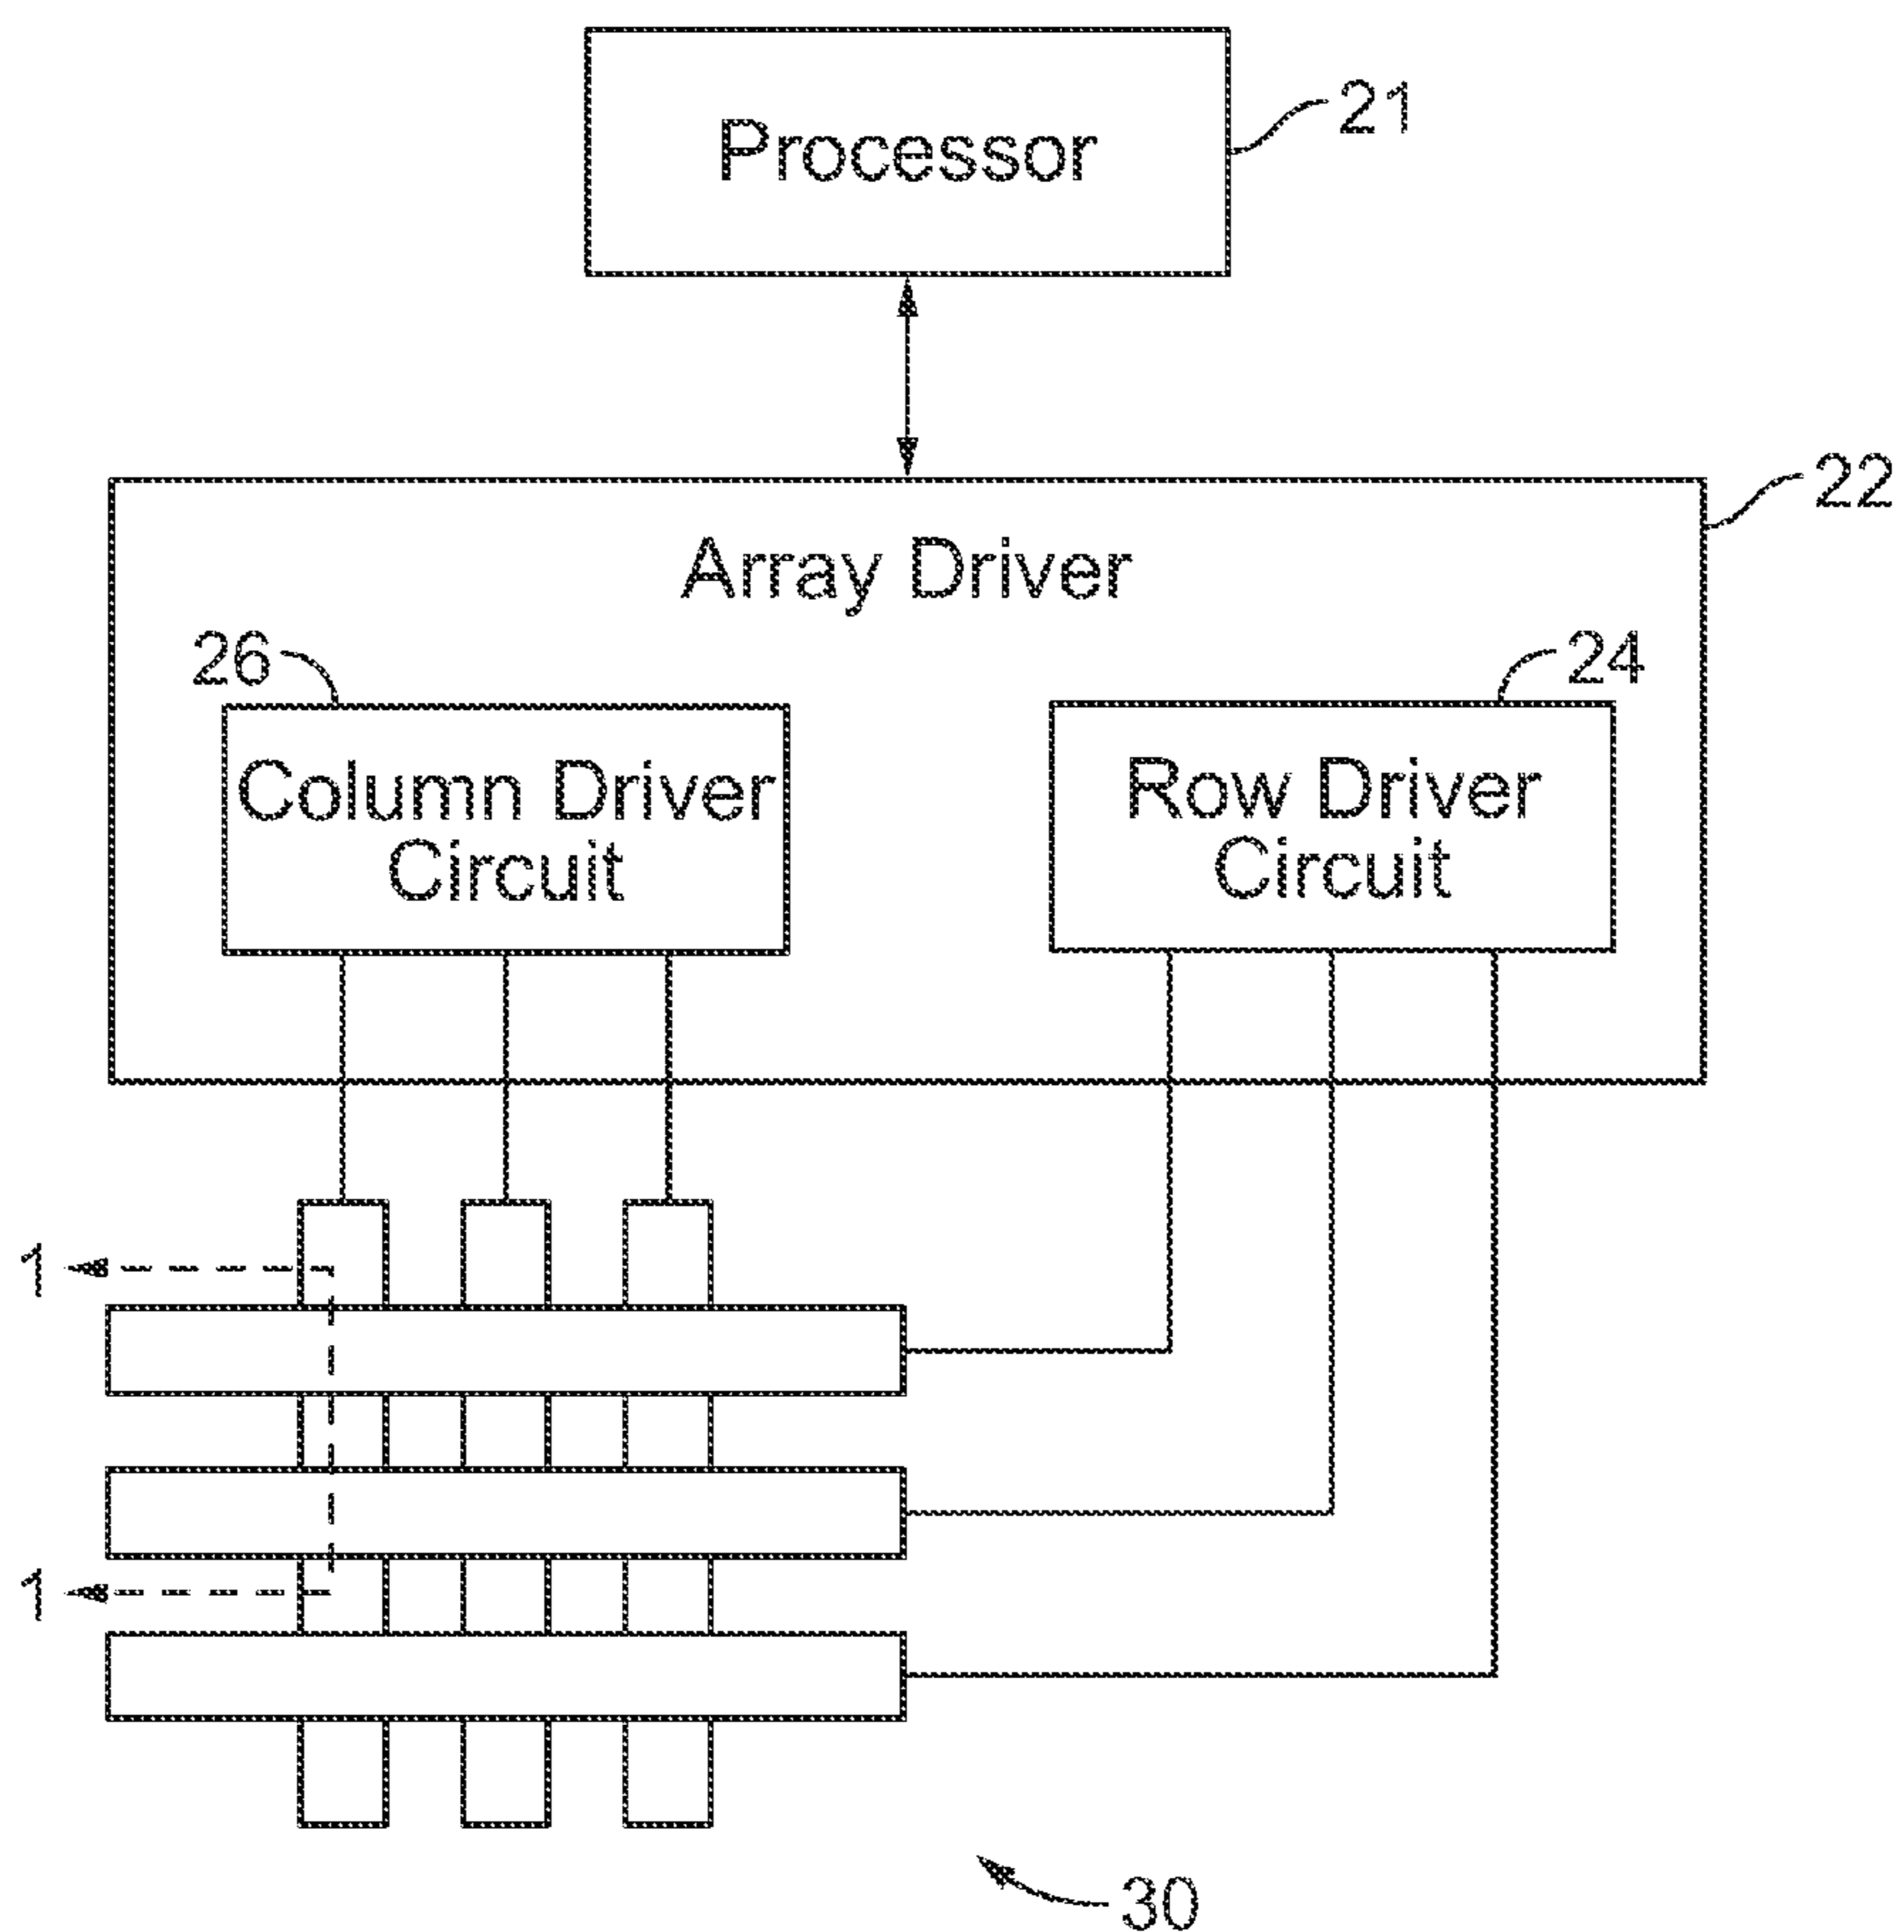 Processor
21
22
Array Driver
26
24
Column Driver
Circuit
Row Driver
Circuit
1
1
30